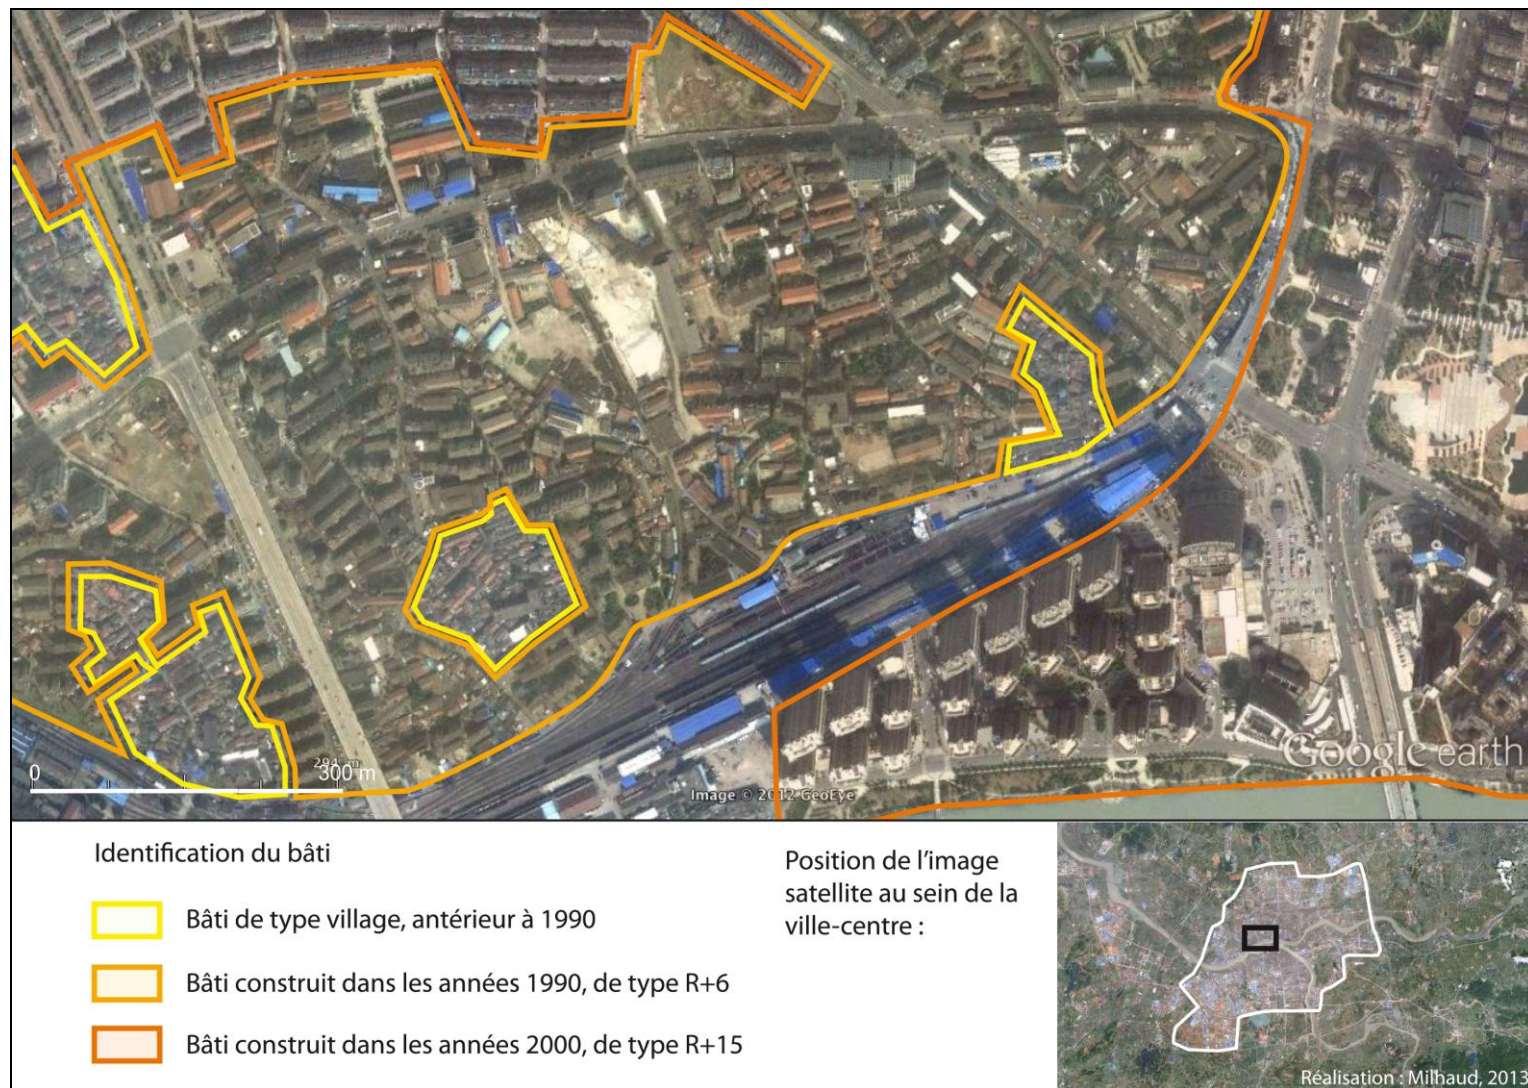 294 m
0 300 m
Google earth
Image © 2012 GeoEye
Identification du bâti
Bâti de type village, antérieur à 1990
Bâti construit dans les années 1990, de type R+6
Bâti construit dans les années 2000, de type R+15
Position de l’image
satellite au sein de la
ville-centre :
Réalisation : Milhaud, 2013